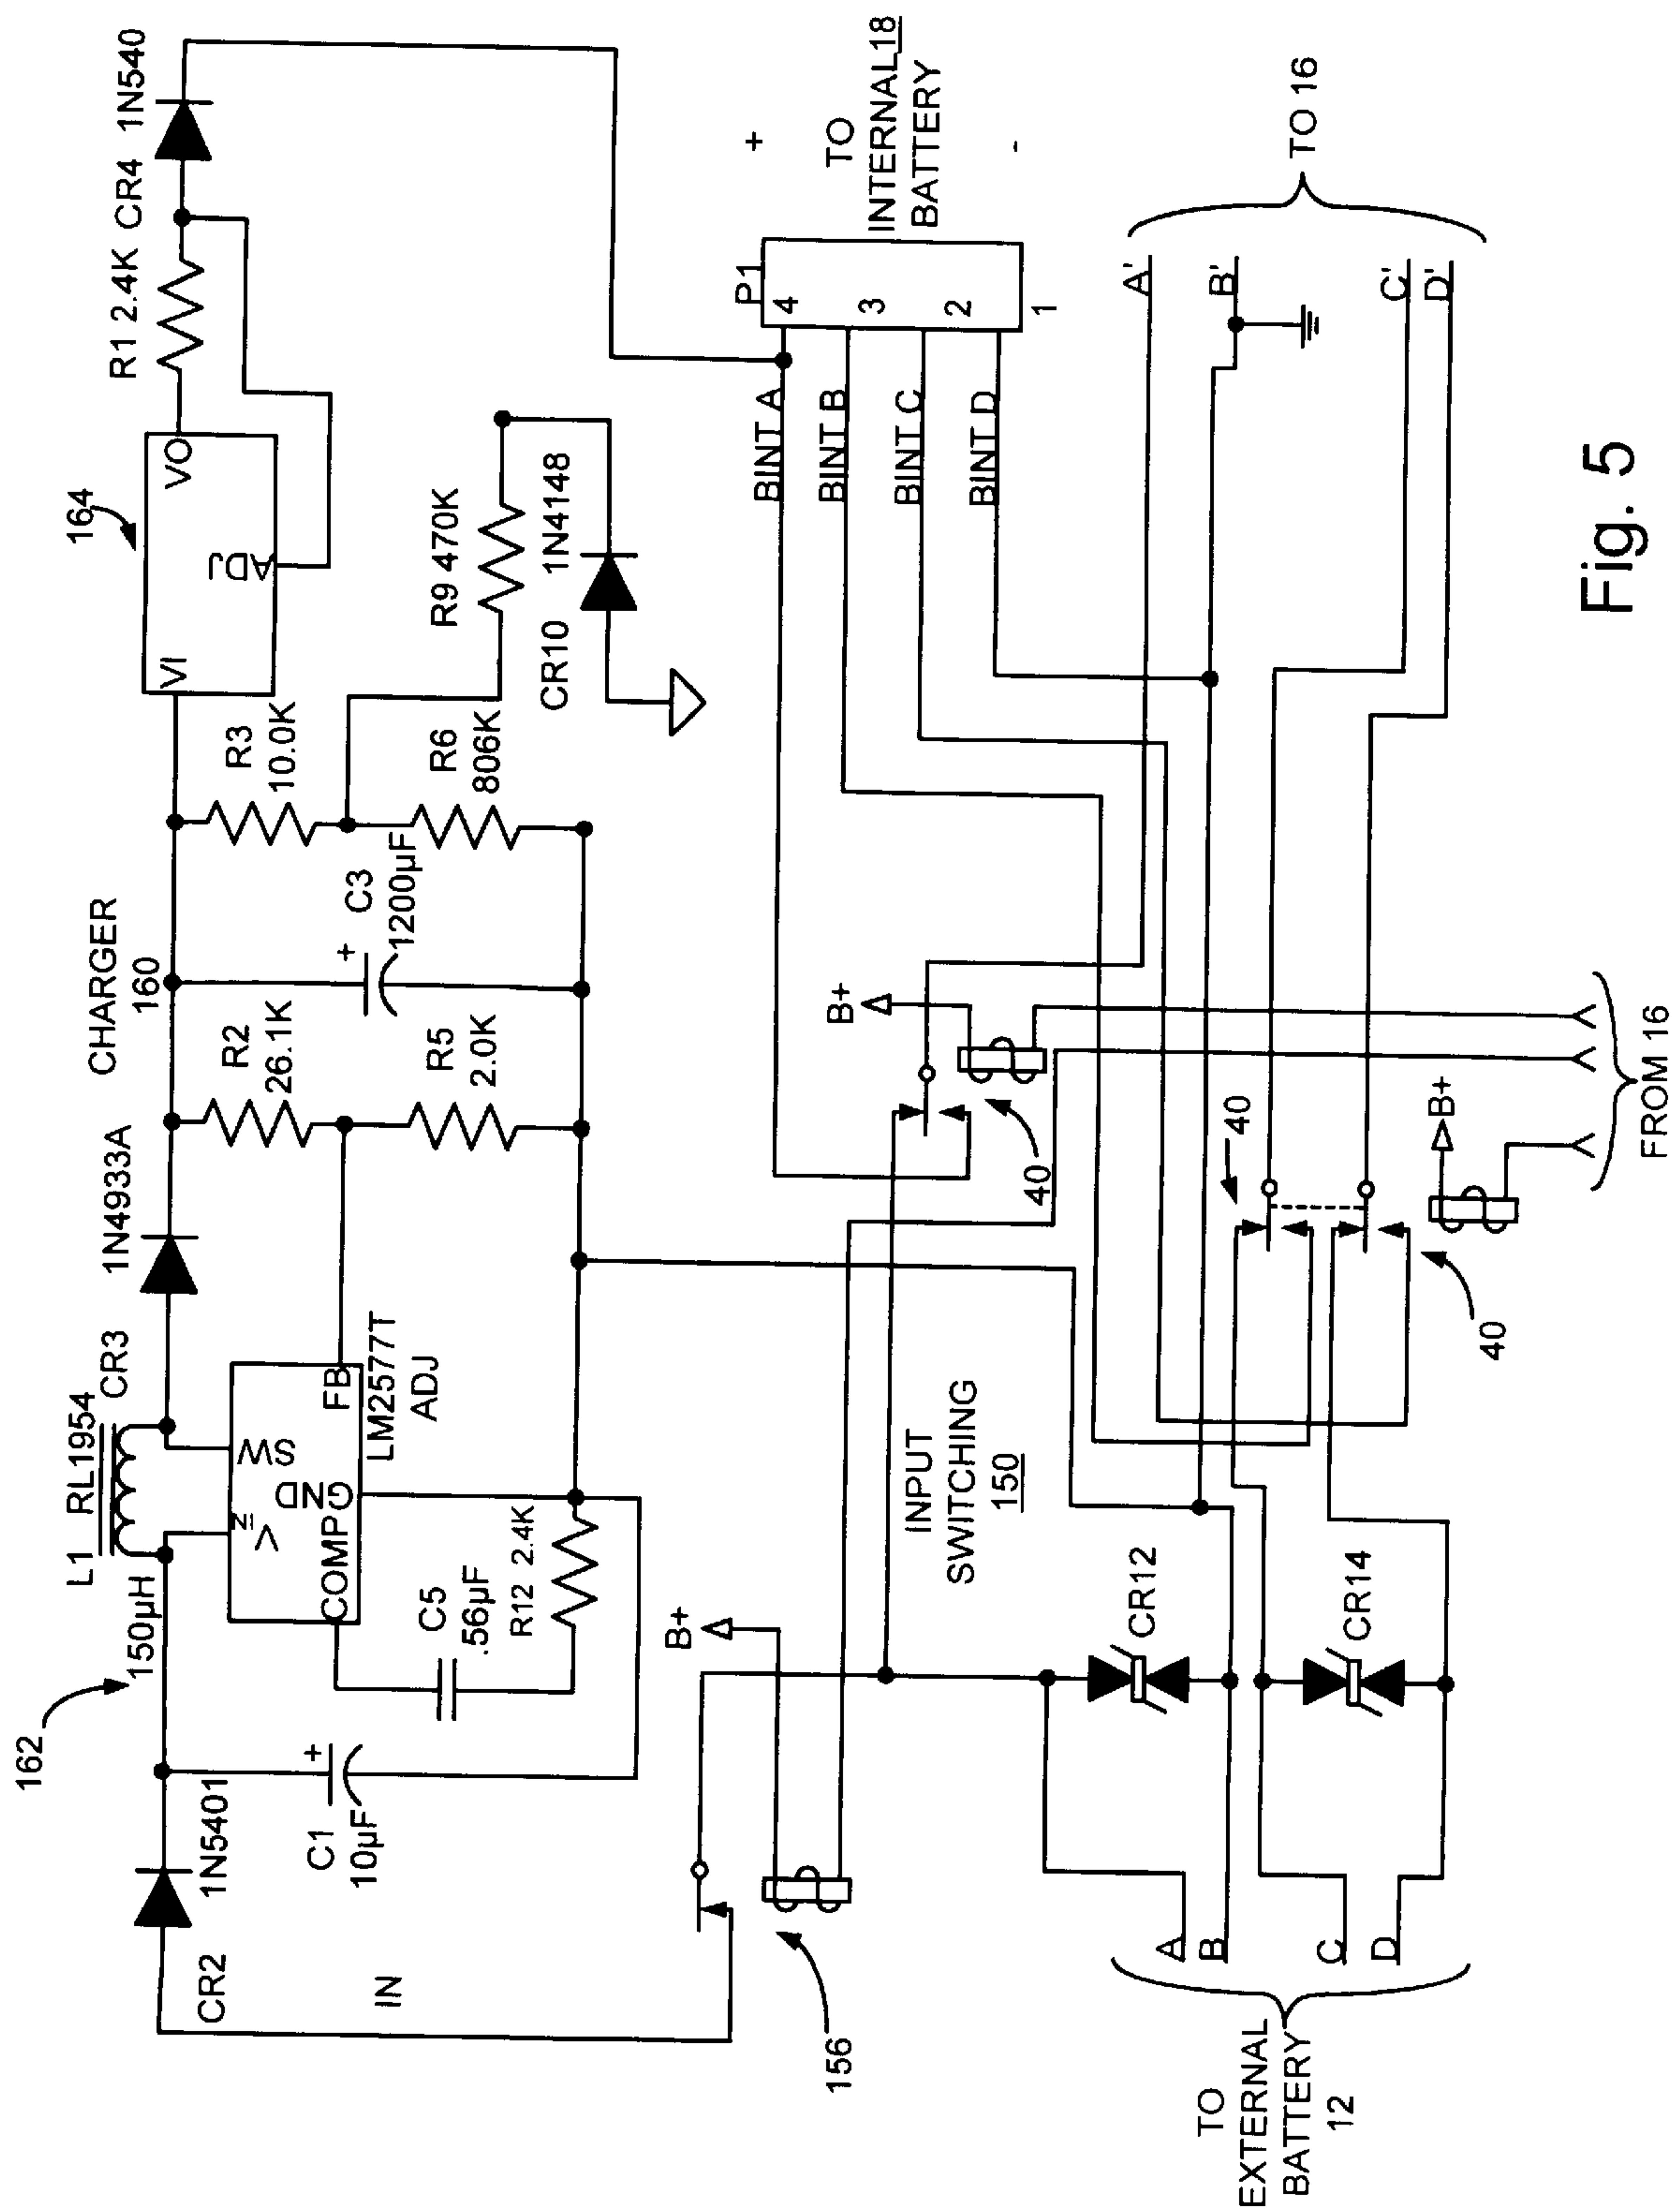 CHARGER
160
162
164
L1 RL1954
150µH
CR3
1N4933A
CR2
1N5401
C1
10µF
V IN
SW
GND
COMP
FB
LM2577T
ADJ
C5
.56µF
R12 2.4K
R2
26.1K
R5
2.0K
C3
1200µF
R3
10.0K
R6
806K
R9 470K
CR10 1N4148
VI
VO
ADJ
R1 2.4K
CR4 1N540
IN
156
B+
INPUT
SWITCHING
150
B+
40
40
40
B+
BINT A
BINT B
BINT C
BINT D
P1
4
3
2
1
+
TO
INTERNAL 18
BATTERY
-
A'
B'
C'
D'
TO 16
CR12
CR14
A
B
C
D
TO
EXTERNAL
BATTERY
12
FROM 16
Fig. 5